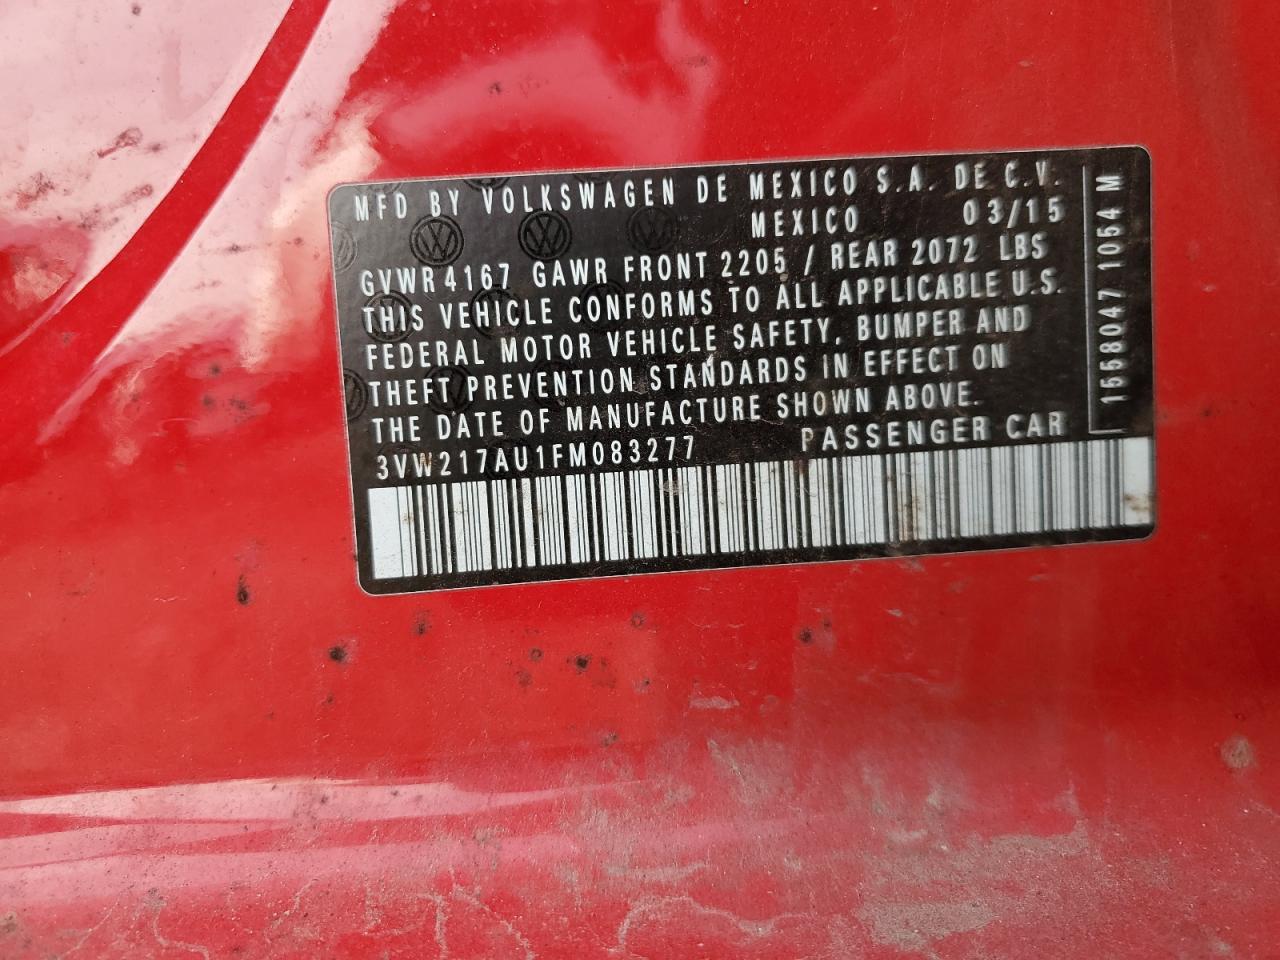 MFD BY VOLKSWAGEN DE MEXICO S.A. DE C.V.
MEXICO 03/15
GVWR 4167 GAWR FRONT 2205 / REAR 2072 LBS
THIS VEHICLE CONFORMS TO ALL APPLICABLE U.S.
FEDERAL MOTOR VEHICLE SAFETY, BUMPER AND
THEFT PREVENTION STANDARDS IN EFFECT ON
THE DATE OF MANUFACTURE SHOWN ABOVE.
3VW217AU1FM083277 PASSENGER CAR
1558047 1054 M